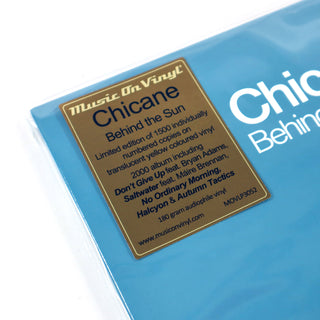 Music On Vinyl
Chicane
Behind the Sun
Limited edition of 1500 individually
numbered copies on
translucent yellow coloured vinyl
2000 album including
Don't Give Up feat. Bryan Adams,
Saltwater feat. Máire Brennan,
No Ordinary Morning,
Halcyon & Autumn Tactics
180 gram audiophile vinyl
www.musiconvinyl.com
MOVLP3052
Chic
Behind